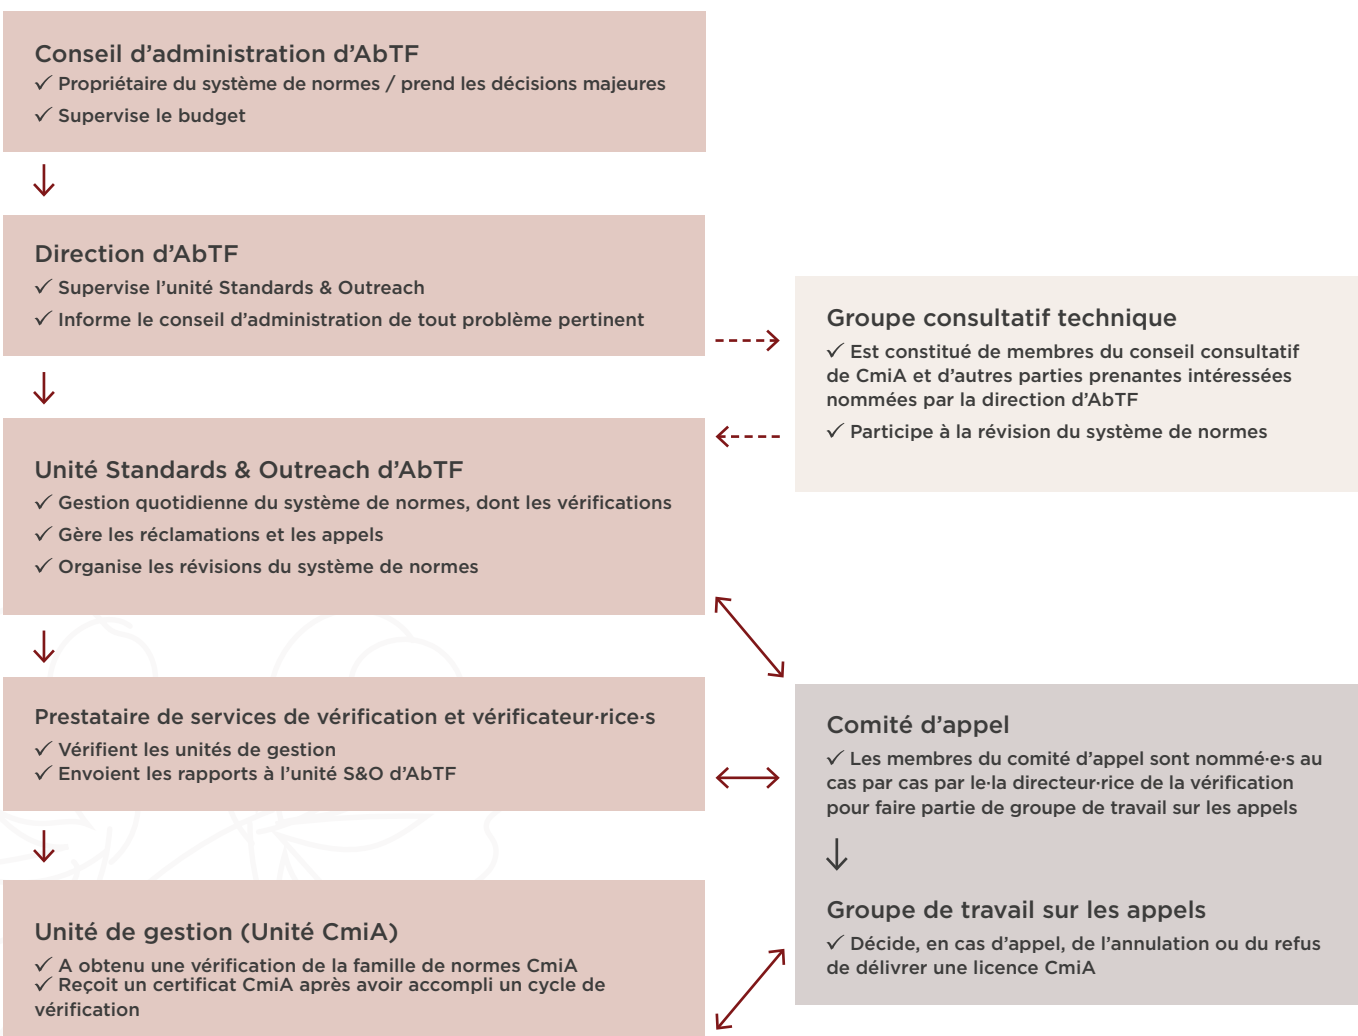 Conseil d’administration d’AbTF
✓ Propriétaire du système de normes / prend les décisions majeures
✓ Supervise le budget
Direction d’AbTF
✓ Supervise l’unité Standards & Outreach
✓ Informe le conseil d’administration de tout problème pertinent
Groupe consultatif technique
✓ Est constitué de membres du conseil consultatif
de CmiA et d’autres parties prenantes intéressées
nommées par la direction d’AbTF
✓ Participe à la révision du système de normes
Unité Standards & Outreach d’AbTF
✓ Gestion quotidienne du système de normes, dont les vérifications
✓ Gère les réclamations et les appels
✓ Organise les révisions du système de normes
Prestataire de services de vérification et vérificateur·rice·s
✓ Vérifient les unités de gestion
✓ Envoient les rapports à l’unité S&O d’AbTF
Comité d’appel
✓ Les membres du comité d’appel sont nommé·e·s au
cas par cas par le·la directeur·rice de la vérification
pour faire partie de groupe de travail sur les appels
Groupe de travail sur les appels
✓ Décide, en cas d’appel, de l’annulation ou du refus
de délivrer une licence CmiA
Unité de gestion (Unité CmiA)
✓ A obtenu une vérification de la famille de normes CmiA
✓ Reçoit un certificat CmiA après avoir accompli un cycle de
vérification